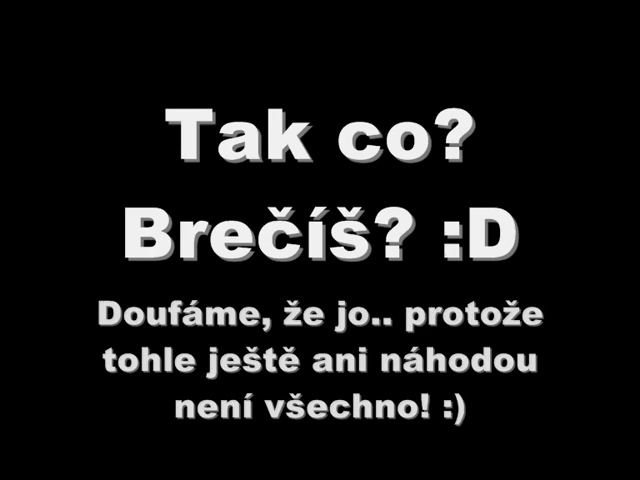 Tak co?
Brečíš? :D
Doufáme, že jo.. protože
tohle ještě ani náhodou
není všechno! :)